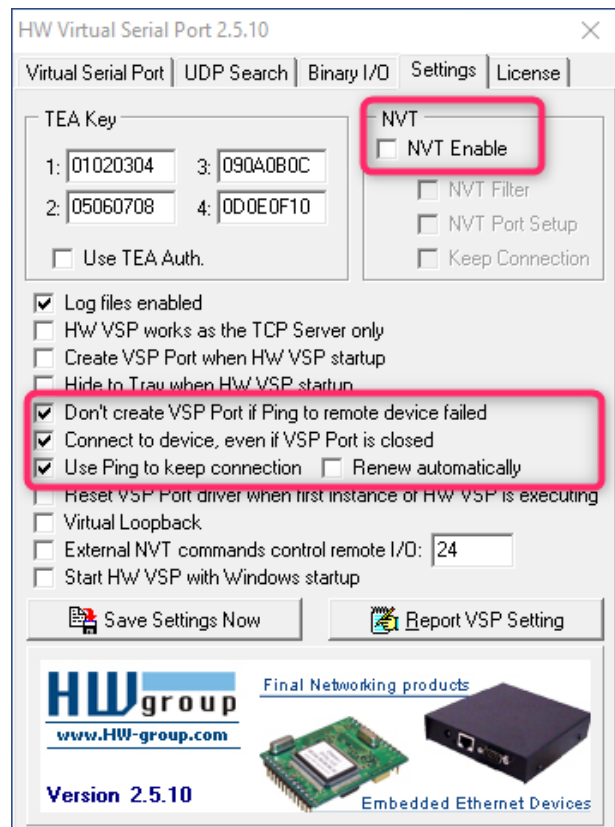 HW Virtual Serial Port 2.5.10
Virtual Serial Port UDP Search Binary I/O Settings License
TEA Key
1: 01020304 3: 090A0B0C
2: 05060708 4: 0D0E0F10
Use TEA Auth.
NVT
NVT Enable
NVT Filter
NVT Port Setup
Keep Connection
Log files enabled
HW VSP works as the TCP Server only
Create VSP Port when HW VSP startup
Hide to Tray when HW VSP startup
Don't create VSP Port if Ping to remote device failed
Connect to device, even if VSP Port is closed
Use Ping to keep connection Renew automatically
Reset VSP Port driver when first instance of HW VSP is executing
Virtual Loopback
External NVT commands control remote I/O: 24
Start HW VSP with Windows startup
Save Settings Now Report VSP Setting
HWgroup
www.HW-group.com
Version 2.5.10
Final Networking products
Embedded Ethernet Devices